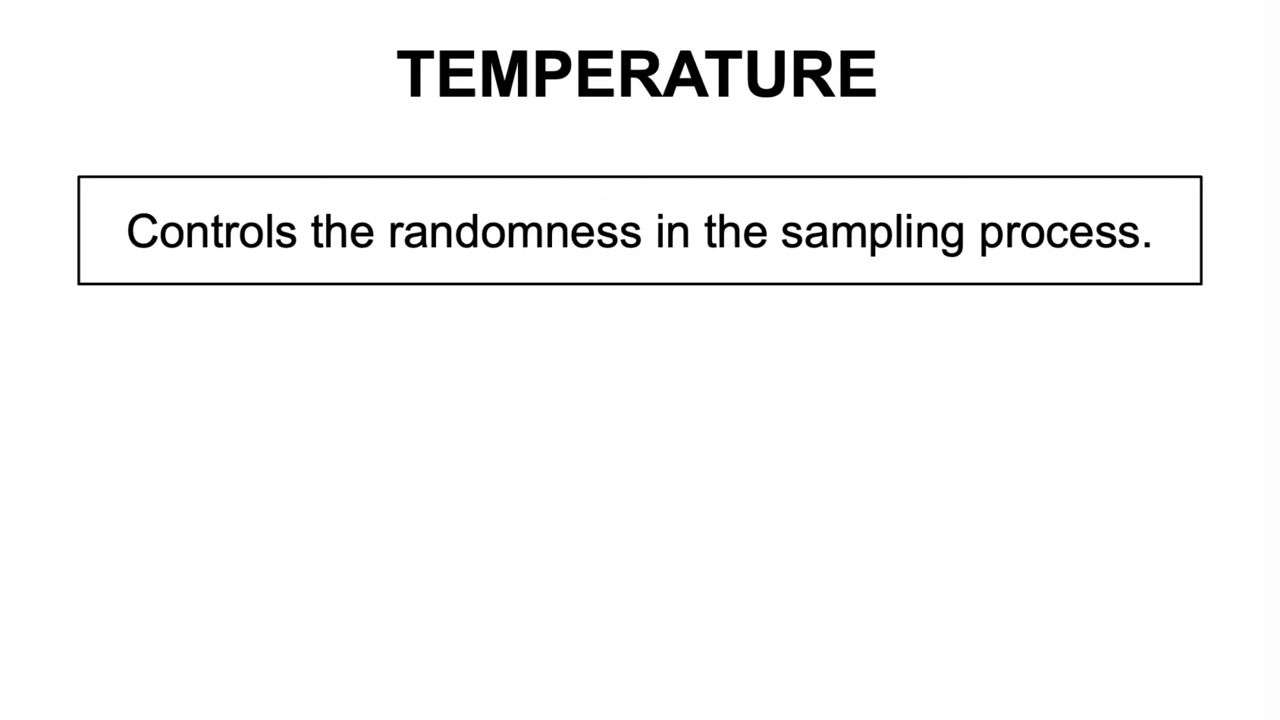 TEMPERATURE
Controls the randomness in the sampling process.